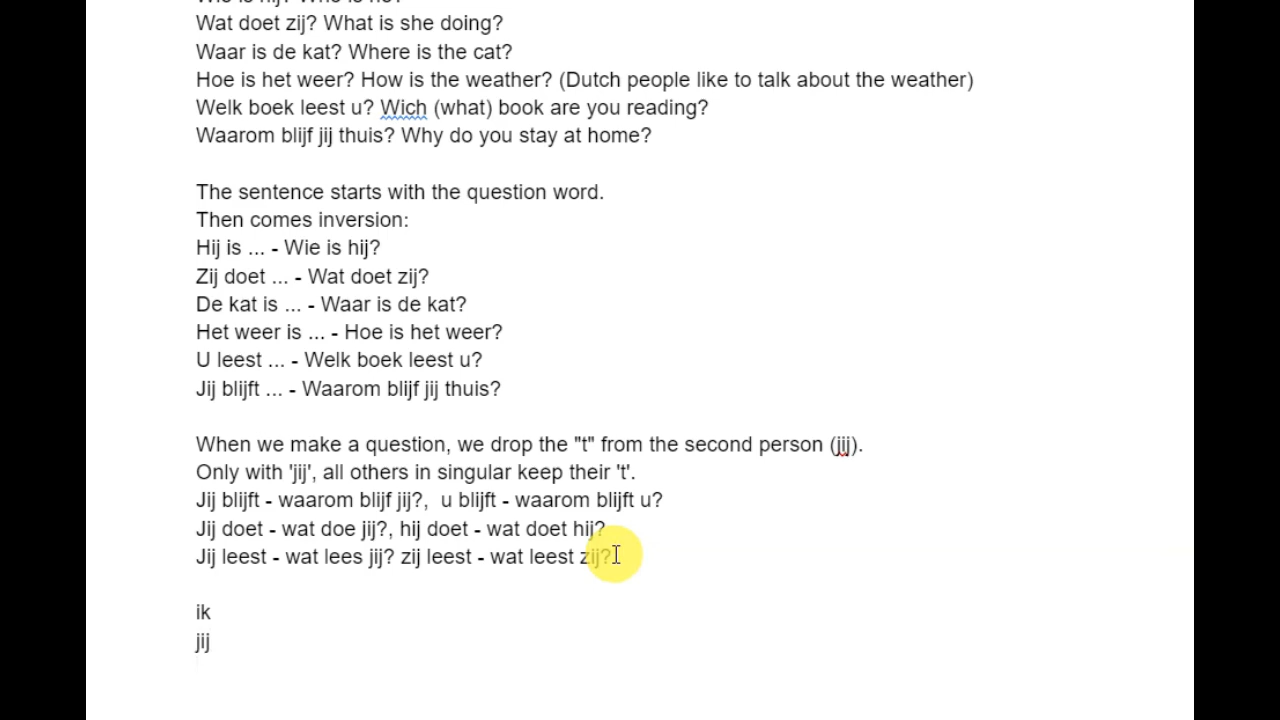 Wie is hij? Who is he?
Wat doet zij? What is she doing?
Waar is de kat? Where is the cat?
Hoe is het weer? How is the weather? (Dutch people like to talk about the weather)
Welk boek leest u? Wich (what) book are you reading?
Waarom blijf jij thuis? Why do you stay at home?
The sentence starts with the question word.
Then comes inversion:
Hij is ... - Wie is hij?
Zij doet ... - Wat doet zij?
De kat is ... - Waar is de kat?
Het weer is ... - Hoe is het weer?
U leest ... - Welk boek leest u?
Jij blijft ... - Waarom blijf jij thuis?
When we make a question, we drop the "t" from the second person (jij).
Only with 'jij', all others in singular keep their 't'.
Jij blijft - waarom blijf jij?,  u blijft - waarom blijft u?
Jij doet - wat doe jij?, hij doet - wat doet hij?
Jij leest - wat lees jij? zij leest - wat leest zij?
ik
jij